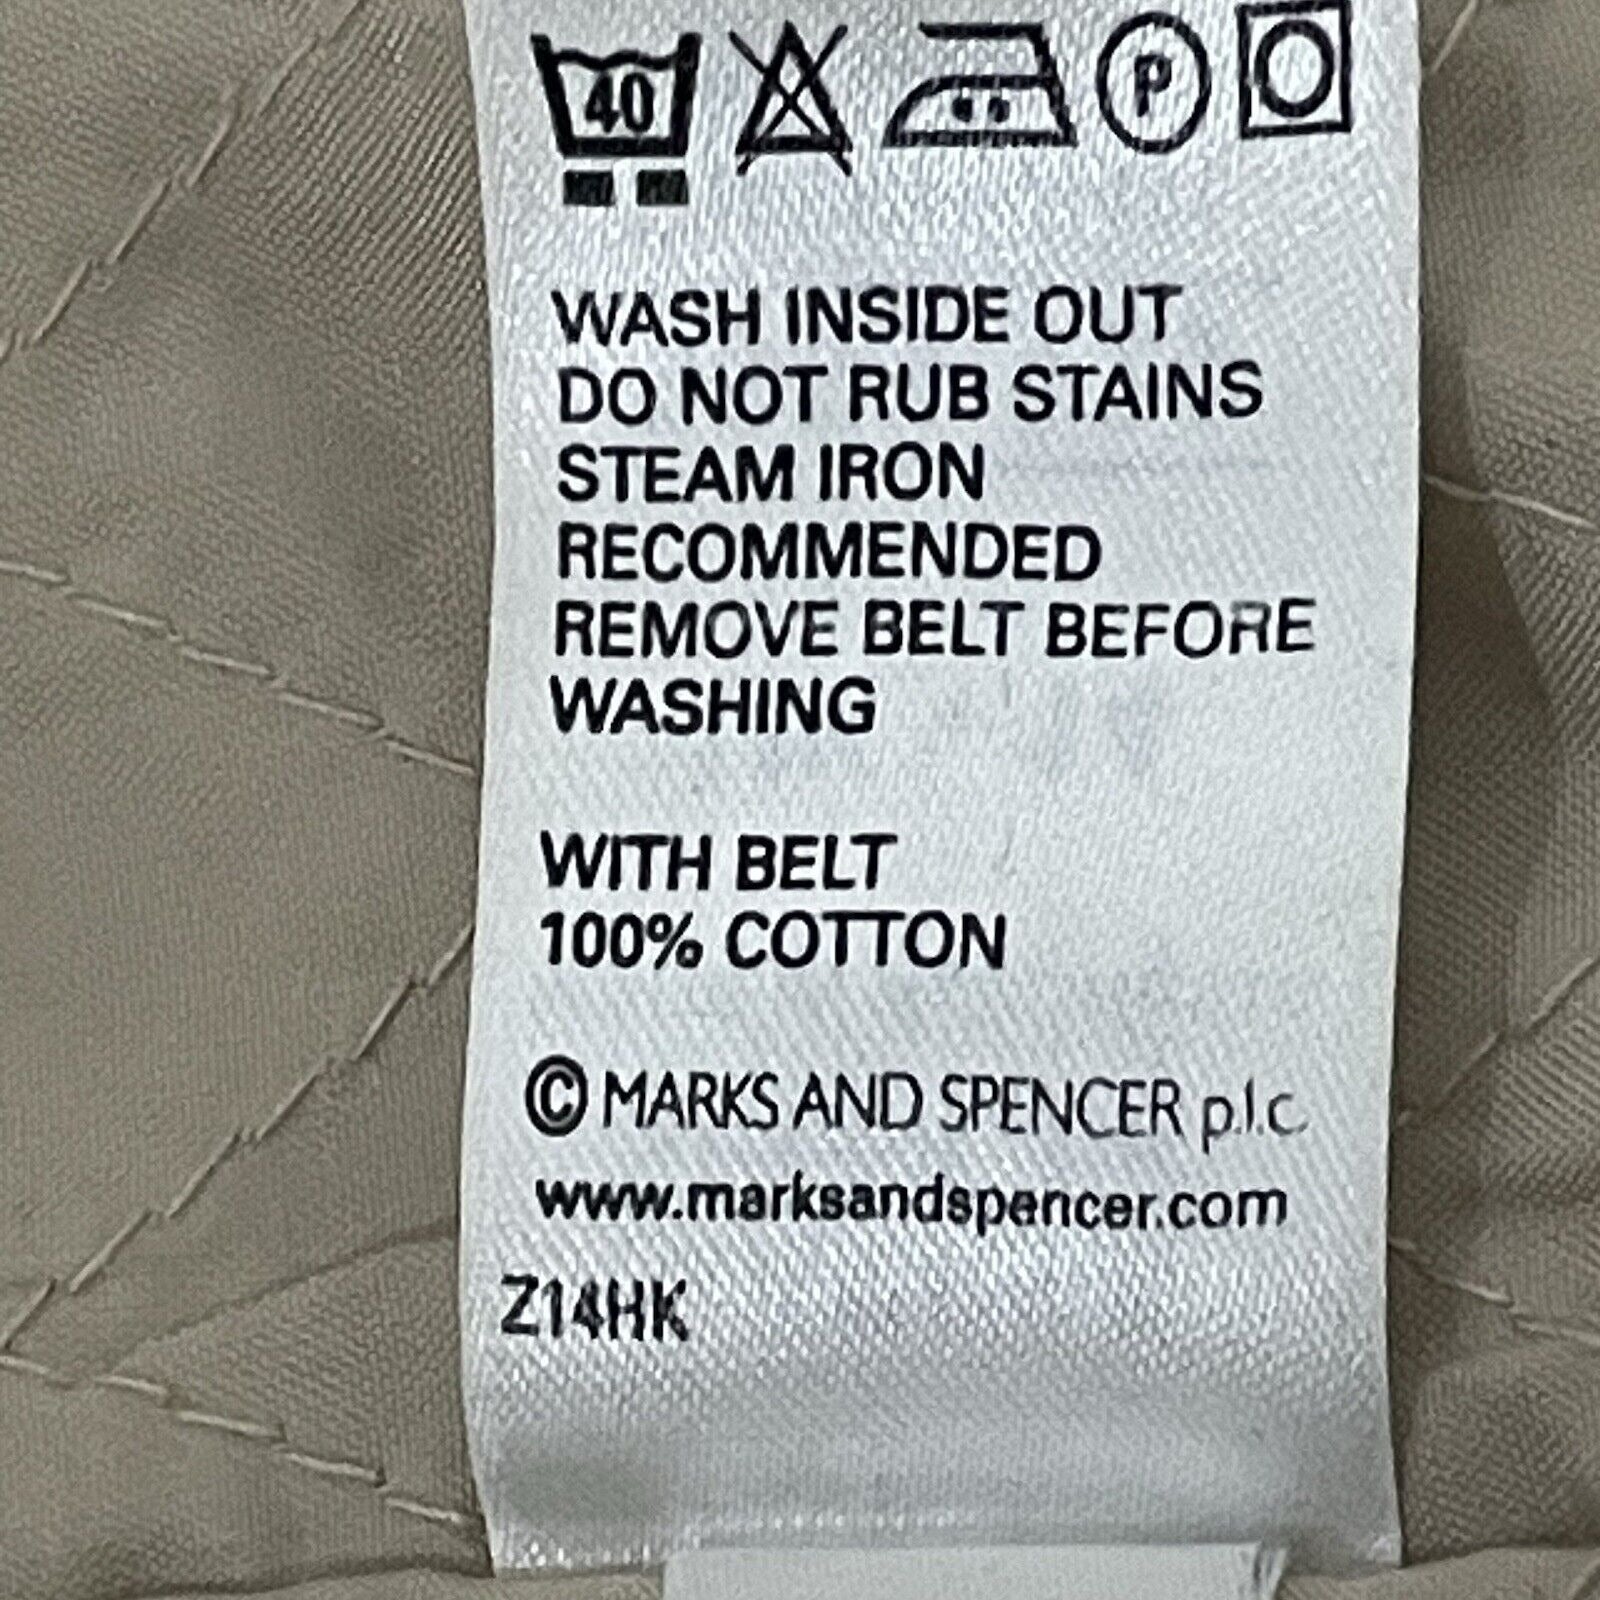 40
P
WASH INSIDE OUT
DO NOT RUB STAINS
STEAM IRON
RECOMMENDED
REMOVE BELT BEFORE
WASHING
WITH BELT
100% COTTON
© MARKS AND SPENCER p.l.c.
www.marksandspencer.com
Z14HK